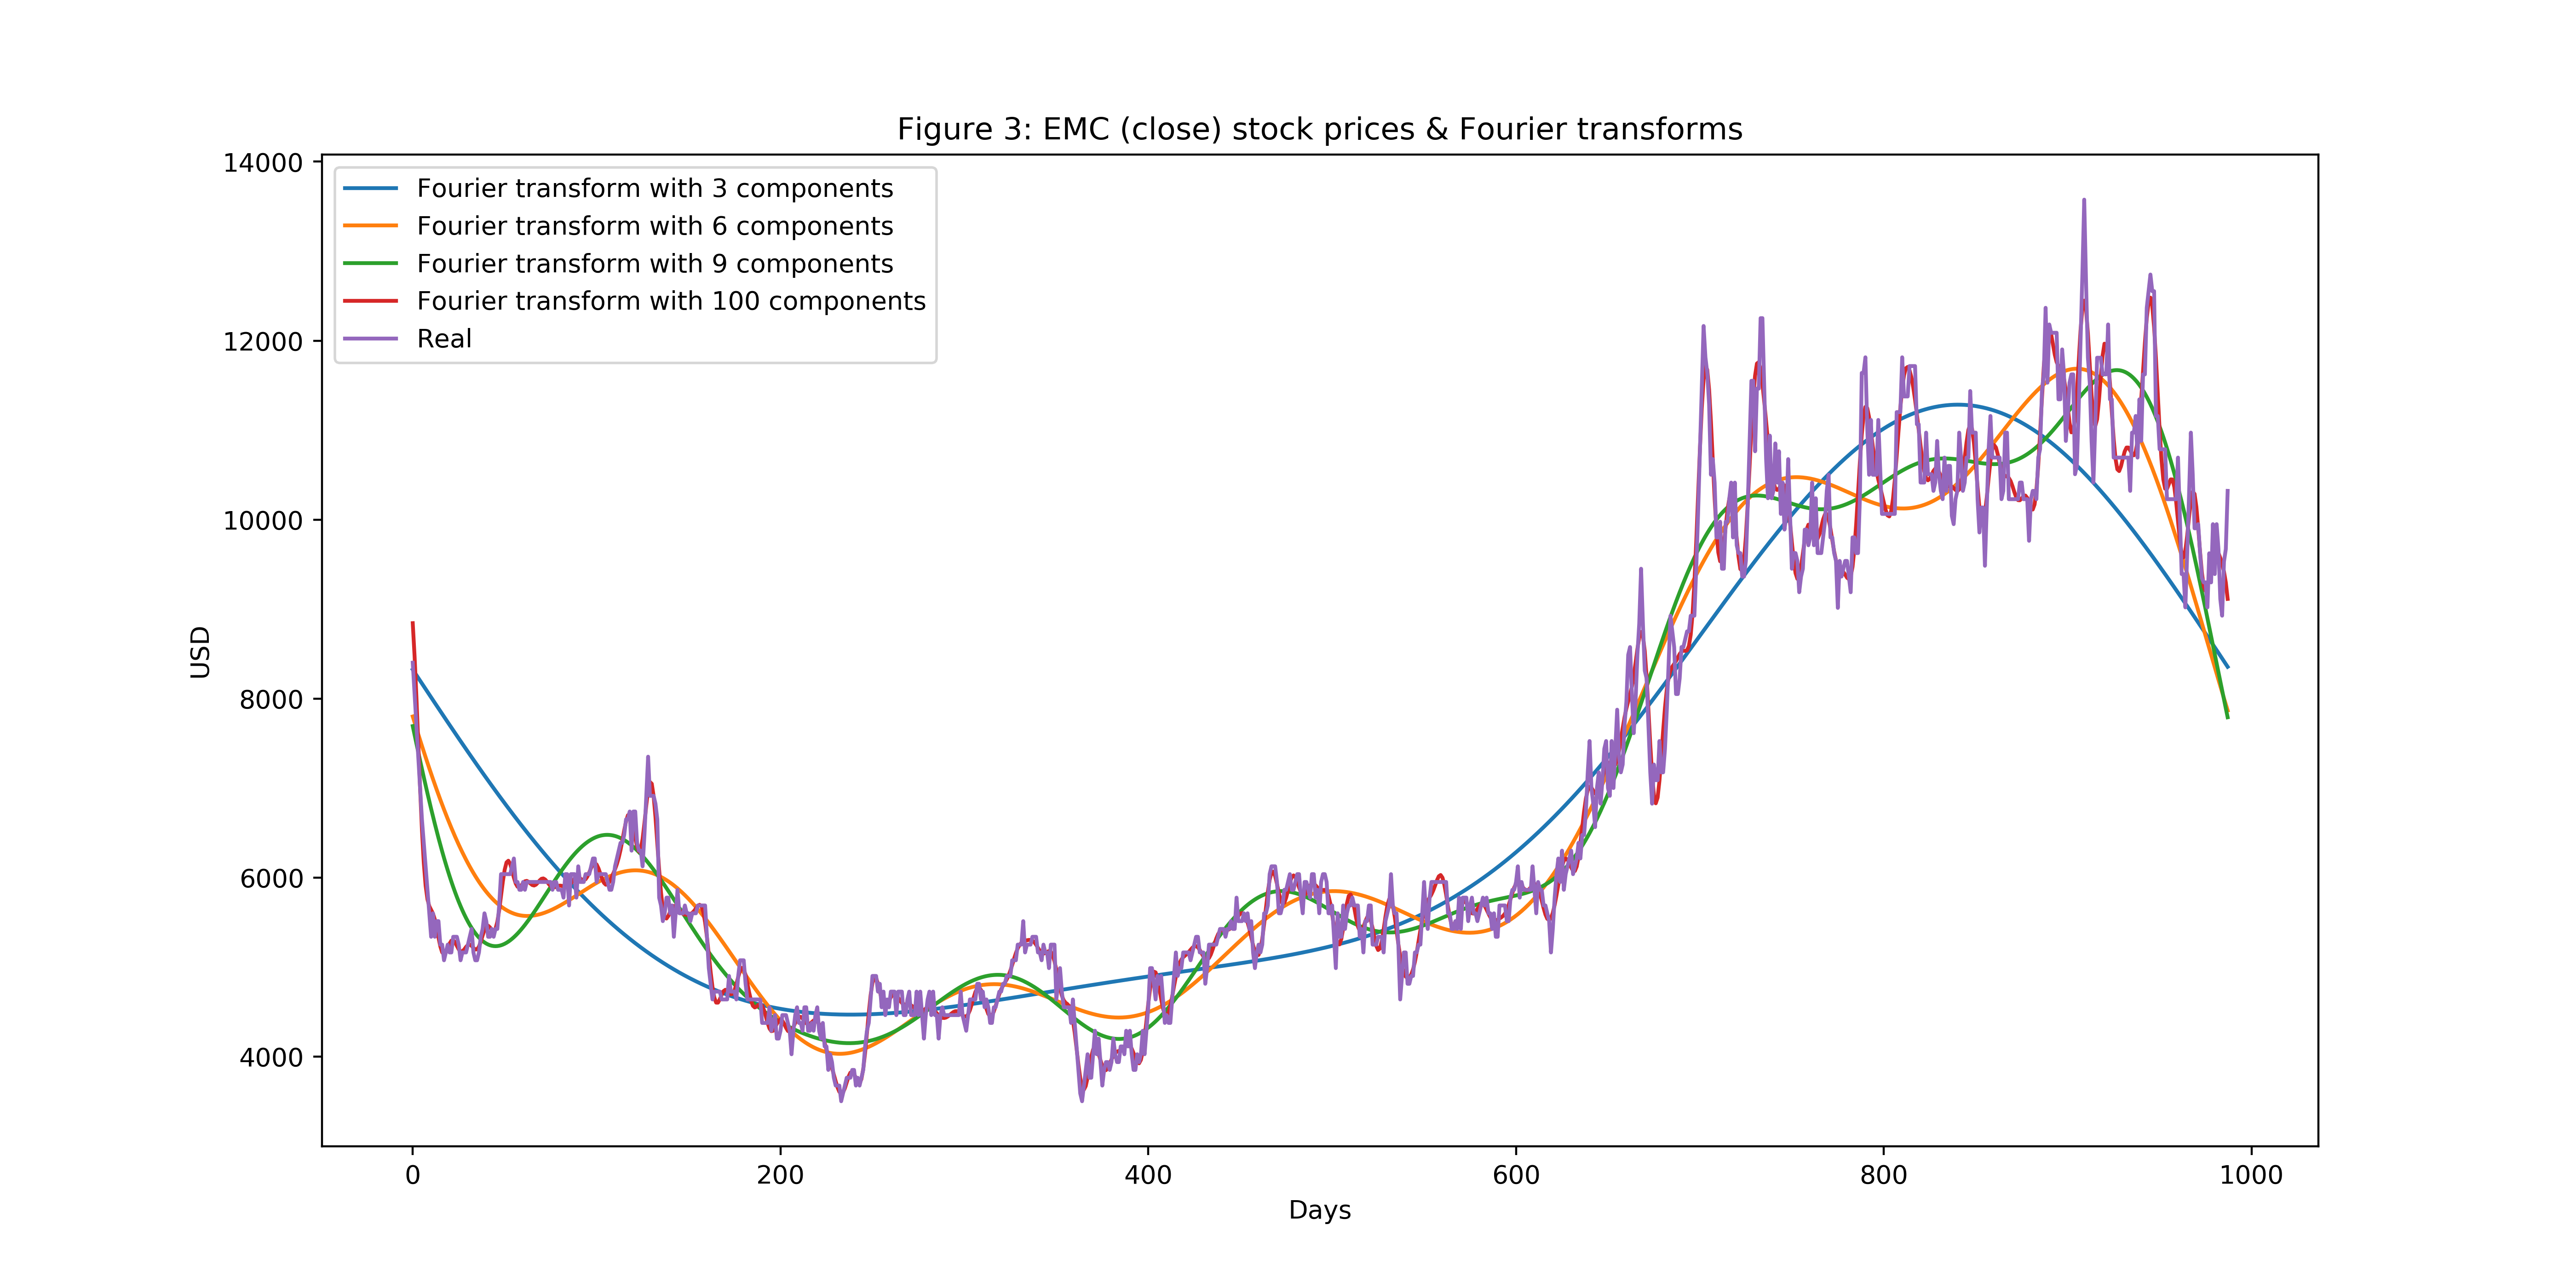 Figure 3: EMC (close) stock prices & Fourier transforms
14000
12000
10000
8000
6000
4000
USD
Fourier transform with 3 components
Fourier transform with 6 components
Fourier transform with 9 components
Fourier transform with 100 components
Real
0 200 400 600 800 1000
Days